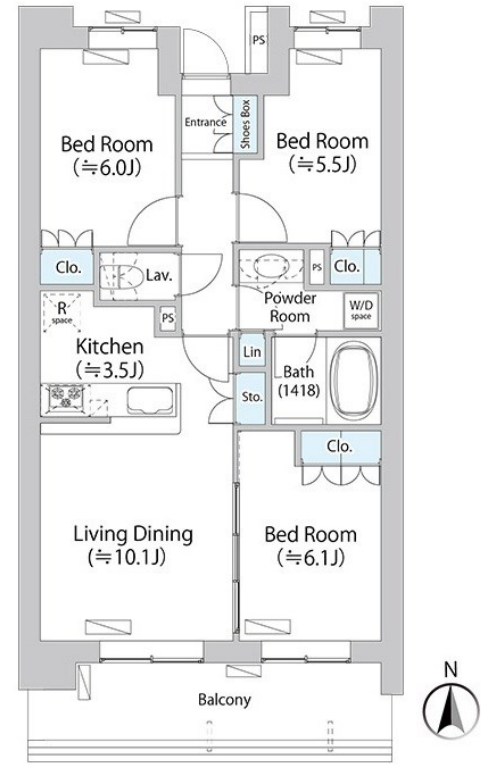 PS
Entrance
Shoes Box
Bed Room
(≒6.0J)
Bed Room
(≒5.5J)
Clo.
Lav.
PS
Clo.
R
space
PS
Powder
Room
W/D
space
Kitchen
(≒3.5J)
Lin
Bath
(1418)
Sto.
Clo.
Living Dining
(≒10.1J)
Bed Room
(≒6.1J)
Balcony
N